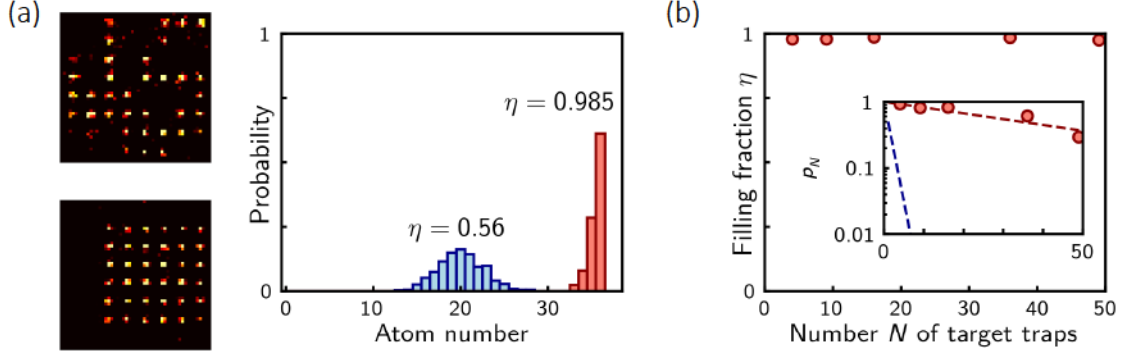 (a)
1
Probability
0
η = 0.56
η = 0.985
0
10
20
30
Atom number
(b)
1
Filling fraction η
0
1
0.1
0.01
pN
0
50
0
10
20
30
40
50
Number N of target traps